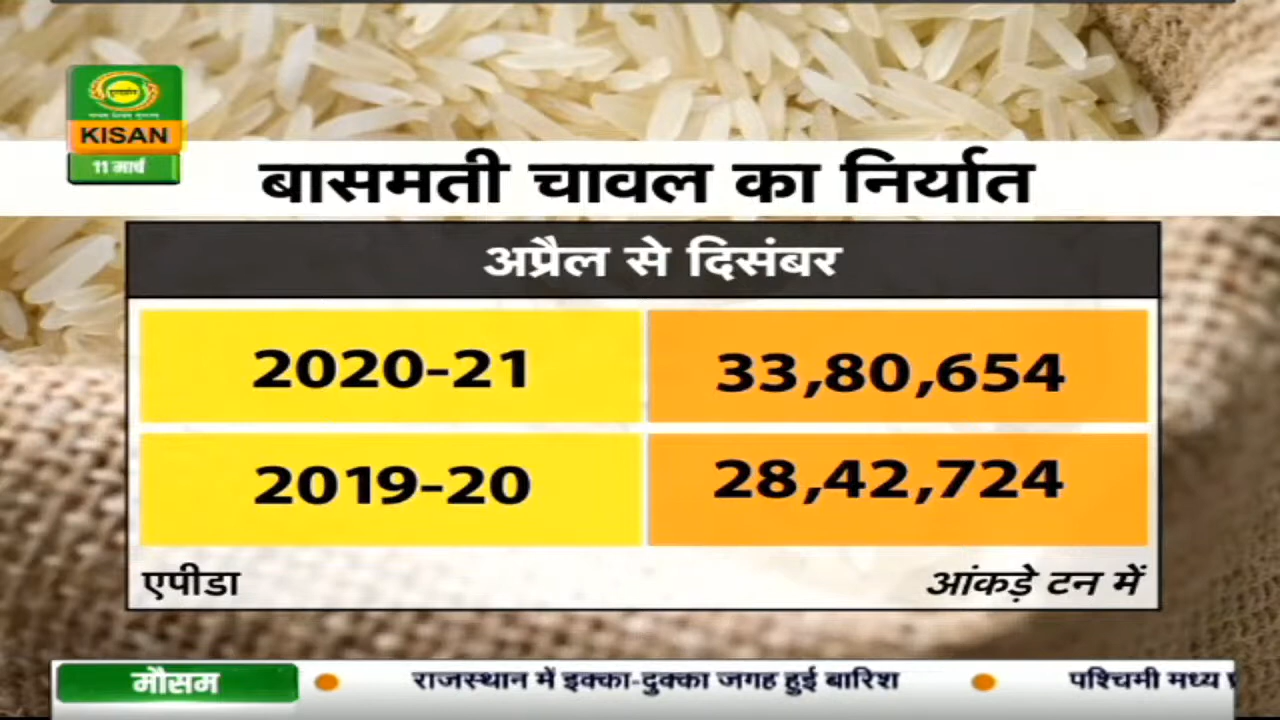 KISAN
11 मार्च
बासमती चावल का निर्यात
अप्रैल से दिसंबर
2020-21 33,80,654
2019-20 28,42,724
एपीडा आंकड़े टन में
मौसम राजस्थान में इक्का-दुक्का जगह हुई बारिश पश्चिमी मध्य